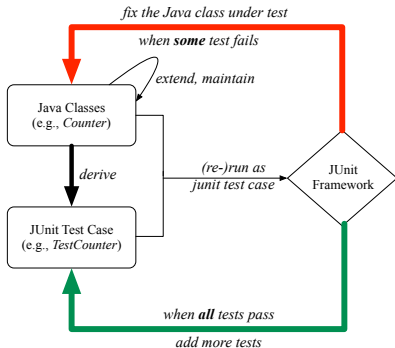 fix the Java class under test
when some test fails
extend, maintain
Java Classes
(e.g., Counter)
derive
(re-)run as
junit test case
JUnit
Framework
JUnit Test Case
(e.g., TestCounter)
when all tests pass
add more tests